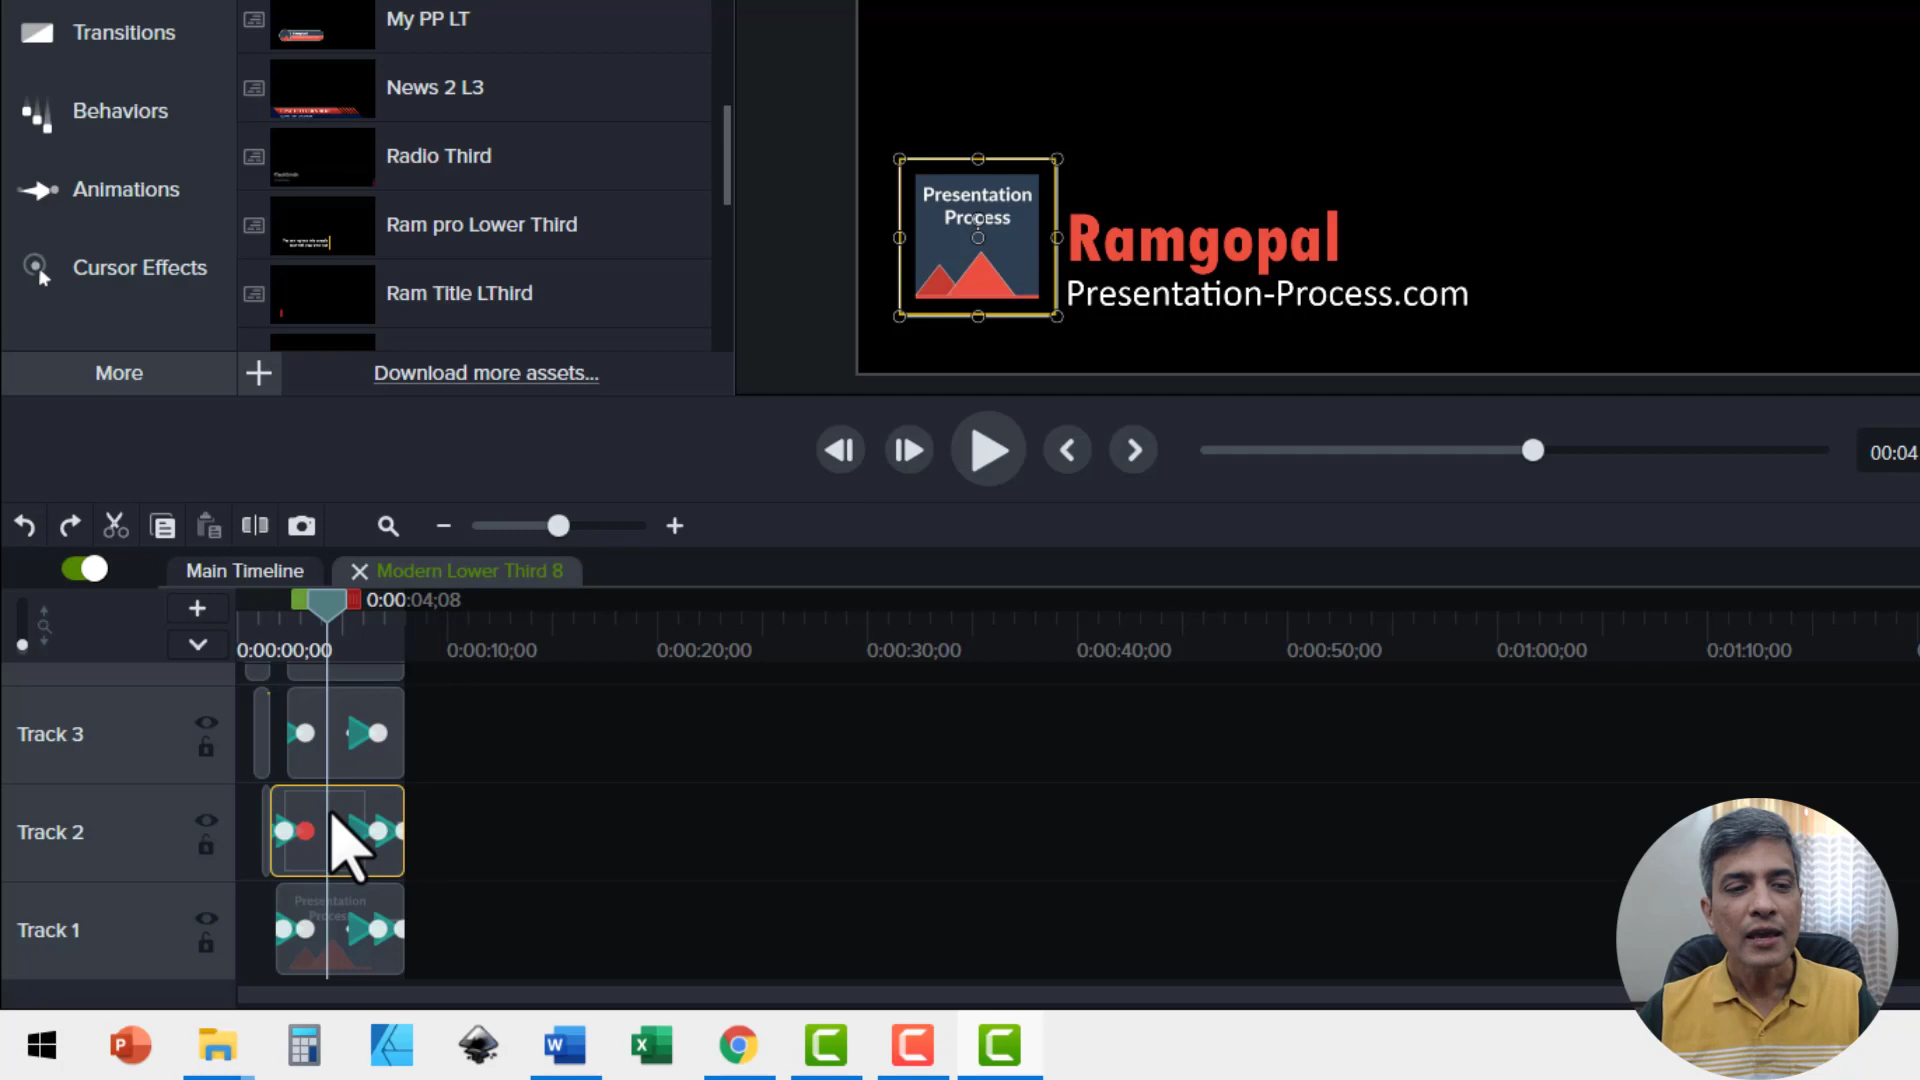 Transitions
Behaviors
Animations
Cursor Effects
More
My PP LT
News 2 L3
Radio Third
Ram pro Lower Third
Ram Title LThird
Download more assets...
Presentation
Process
Ramgopal
Presentation-Process.com
00:04
Main Timeline
Modern Lower Third 8
0:00:04;08
0:00:00;00
0:00:10;00
0:00:20;00
0:00:30;00
0:00:40;00
0:00:50;00
0:01:00;00
0:01:10;00
Track 3
Track 2
Track 1
Presentation
Process